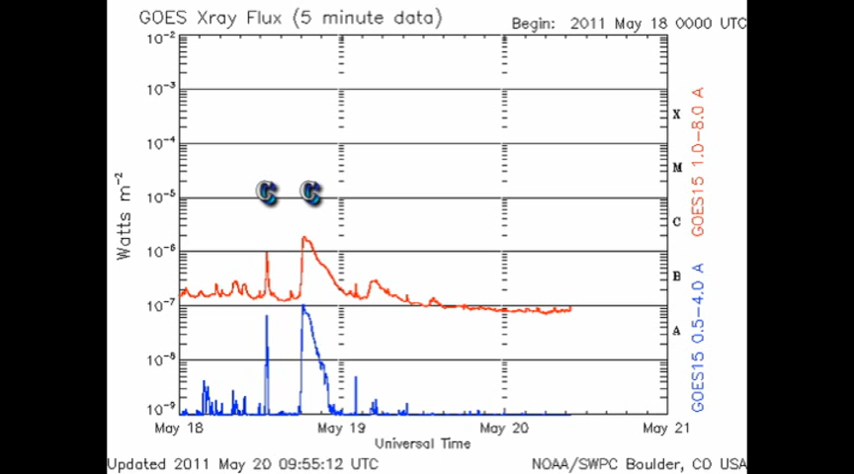 GOES Xray Flux (5 minute data)
Begin: 2011 May 18 0000 UTC
10-2
10-3
10-4
10-5
10-6
10-7
10-8
10-9
Watts m-2
C C
X
M
C
B
A
GOES15 1.0-8.0 A
GOES15 0.5-4.0 A
May 18 May 19 May 20 May 21
Universal Time
Updated 2011 May 20 09:55:12 UTC
NOAA/SWPC Boulder, CO USA